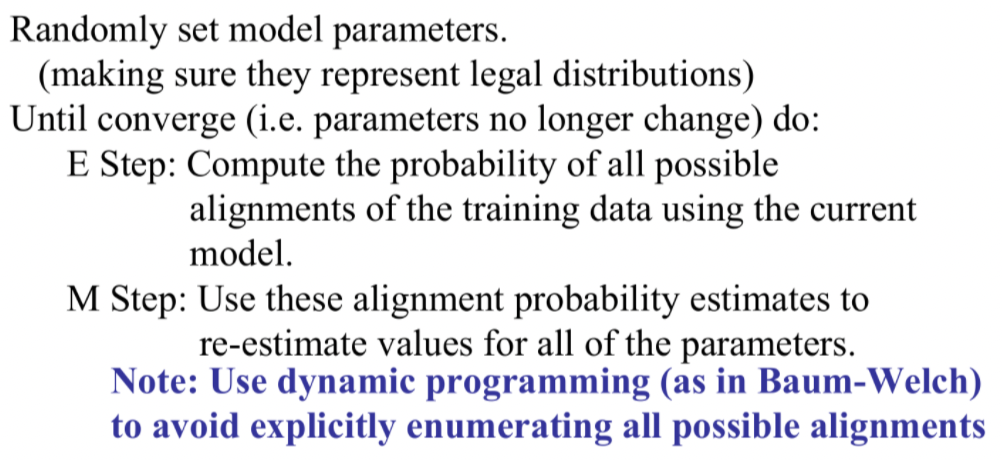 Randomly set model parameters.
(making sure they represent legal distributions)
Until converge (i.e. parameters no longer change) do:
E Step: Compute the probability of all possible
alignments of the training data using the current
model.
M Step: Use these alignment probability estimates to
re-estimate values for all of the parameters.
Note: Use dynamic programming (as in Baum-Welch)
to avoid explicitly enumerating all possible alignments